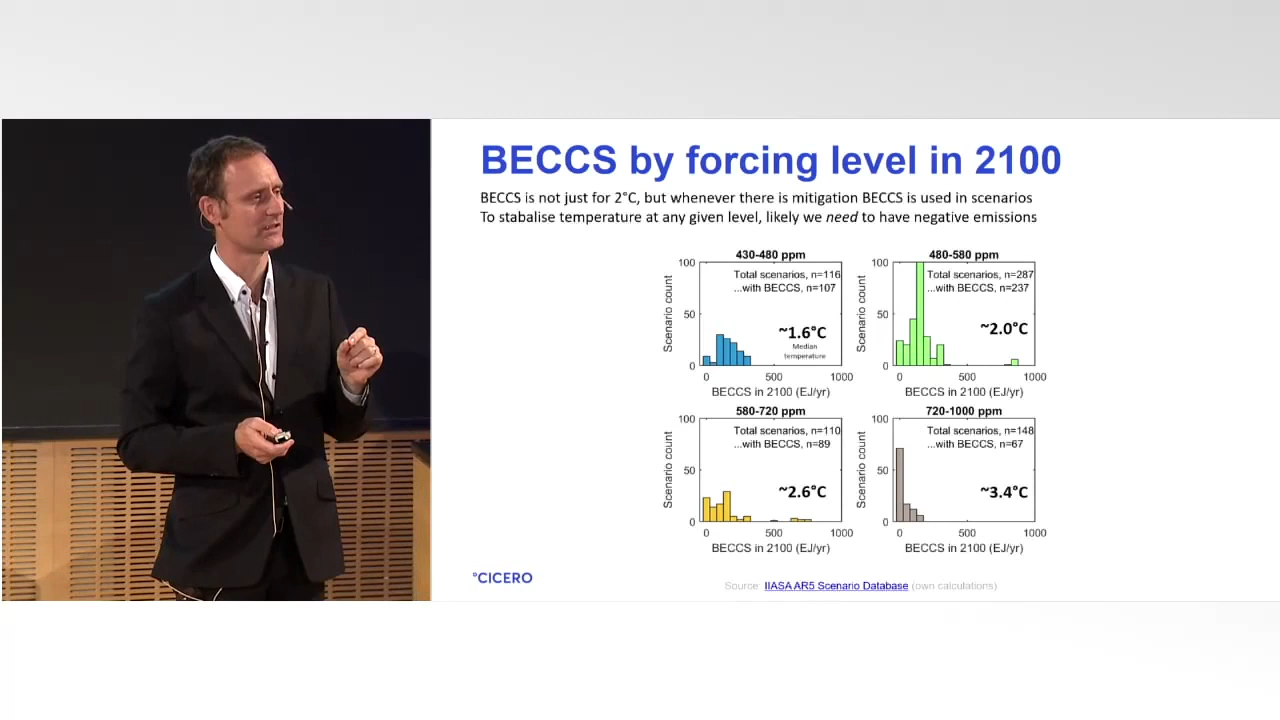 BECCS by forcing level in 2100
BECCS is not just for 2°C, but whenever there is mitigation BECCS is used in scenarios
To stabalise temperature at any given level, likely we need to have negative emissions
430-480 ppm
100
50
0
Scenario count
Total scenarios, n=116
...with BECCS, n=107
~1.6°C
Median
temperature
0 500 1000
BECCS in 2100 (EJ/yr)
480-580 ppm
100
50
0
Scenario count
Total scenarios, n=287
...with BECCS, n=237
~2.0°C
0 500 1000
BECCS in 2100 (EJ/yr)
580-720 ppm
100
50
0
Scenario count
Total scenarios, n=110
...with BECCS, n=89
~2.6°C
0 500 1000
BECCS in 2100 (EJ/yr)
720-1000 ppm
100
50
0
Scenario count
Total scenarios, n=148
...with BECCS, n=67
~3.4°C
0 500 1000
BECCS in 2100 (EJ/yr)
°CICERO
Source: IIASA AR5 Scenario Database (own calculations)